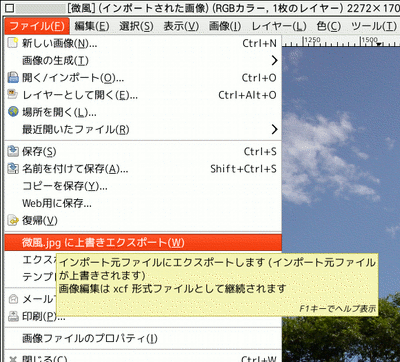 [微風] (インポートされた画像) (RGBカラー, 1枚のレイヤー) 2272×170
ファイル(F) 編集(E) 選択(S) 表示(V) 画像(I) レイヤー(L) 色(C) ツール(T)
1250 1500
新しい画像(N)... Ctrl+N
画像の生成(T)
開く/インポート(O)... Ctrl+O
レイヤーとして開く(E)... Ctrl+Alt+O
場所を開く(L)...
最近開いたファイル(R)
保存(S) Ctrl+S
名前を付けて保存(A)... Shift+Ctrl+S
コピーを保存(Y)...
Web用に保存...
復帰(V)
微風.jpg に上書きエクスポート(W)
エクスポ
テンプ
インポート元ファイルにエクスポートします (インポート元ファイル
が上書きされます)
画像編集は xcf 形式ファイルとして継続されます
F1キーでヘルプ表示
メール
印刷(P)...
画像ファイルのプロパティ(I)
閉じる(C) Ctrl+W